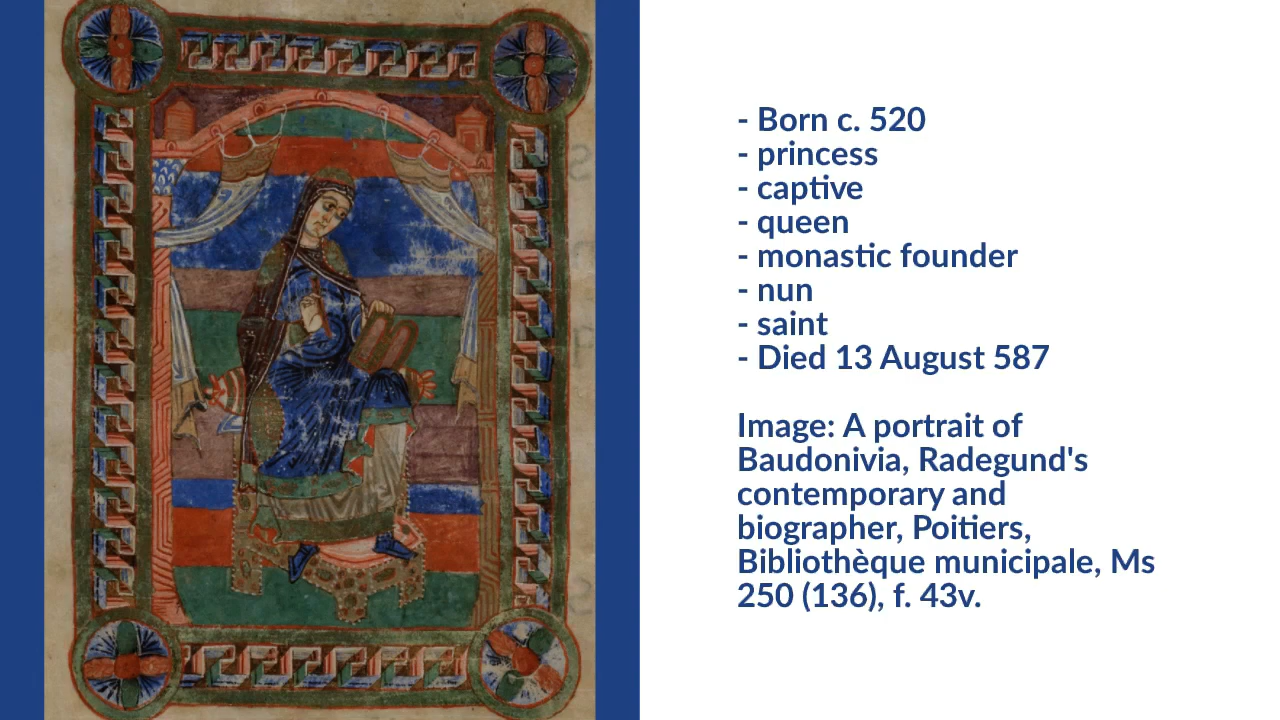 - Born c. 520
- princess
- captive
- queen
- monastic founder
- nun
- saint
- Died 13 August 587
Image: A portrait of
Baudonivia, Radegund's
contemporary and
biographer, Poitiers,
Bibliothèque municipale, Ms
250 (136), f. 43v.